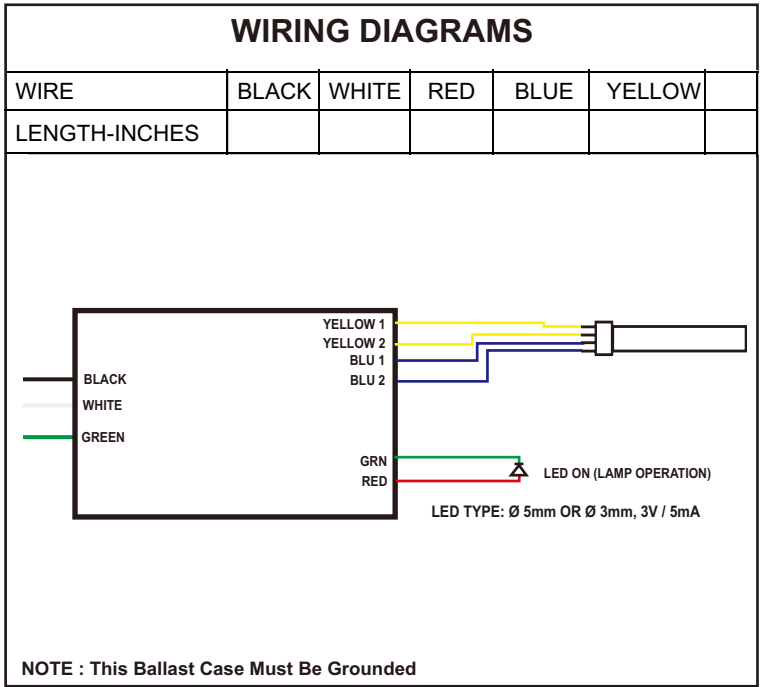 WIRING DIAGRAMS
WIRE BLACK WHITE RED BLUE YELLOW
LENGTH-INCHES
YELLOW 1
YELLOW 2
BLU 1
BLU 2
BLACK
WHITE
GREEN
GRN
RED
LED ON (LAMP OPERATION)
LED TYPE: Ø 5mm OR Ø 3mm, 3V / 5mA
NOTE : This Ballast Case Must Be Grounded